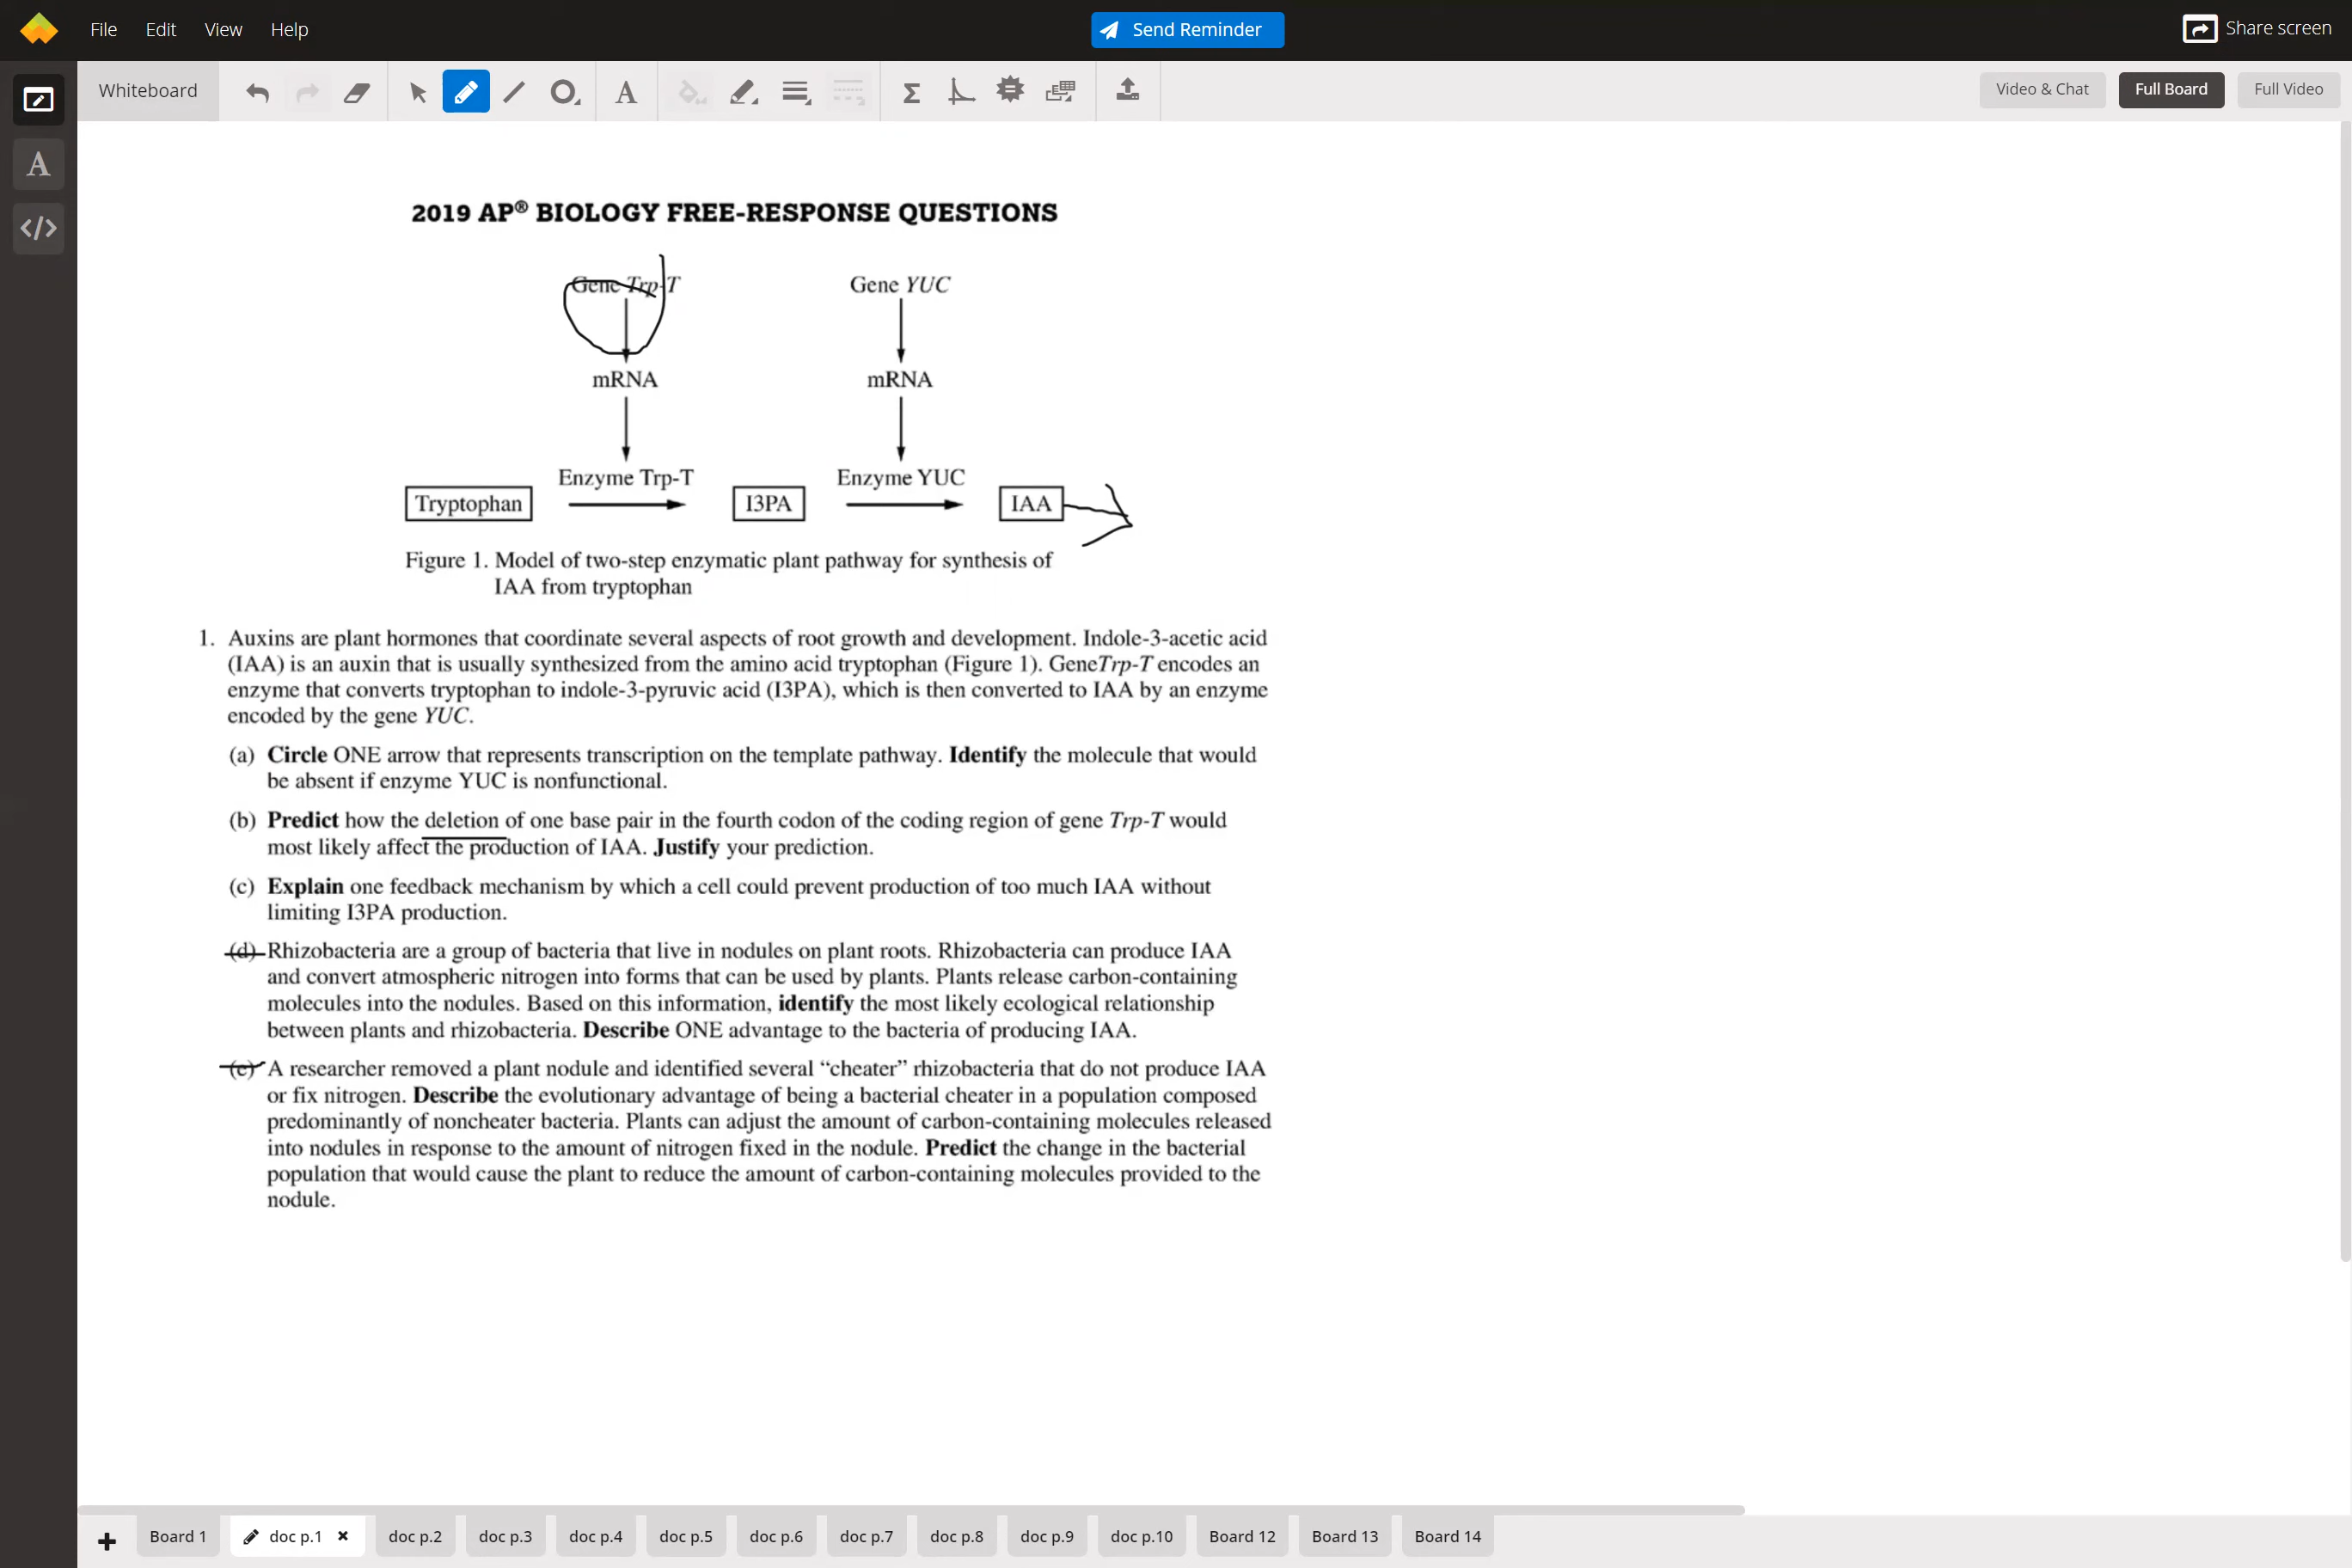 File Edit View Help Send Reminder Share screen
Whiteboard A Σ Video & Chat Full Board Full Video
A
</>
2019 AP® BIOLOGY FREE-RESPONSE QUESTIONS
Gene Trp-T Gene YUC
mRNA mRNA
Enzyme Trp-T Enzyme YUC
Tryptophan I3PA IAA
Figure 1. Model of two-step enzymatic plant pathway for synthesis of
IAA from tryptophan
1. Auxins are plant hormones that coordinate several aspects of root growth and development. Indole-3-acetic acid
(IAA) is an auxin that is usually synthesized from the amino acid tryptophan (Figure 1). GeneTrp-T encodes an
enzyme that converts tryptophan to indole-3-pyruvic acid (I3PA), which is then converted to IAA by an enzyme
encoded by the gene YUC.
(a) Circle ONE arrow that represents transcription on the template pathway. Identify the molecule that would
be absent if enzyme YUC is nonfunctional.
(b) Predict how the deletion of one base pair in the fourth codon of the coding region of gene Trp-T would
most likely affect the production of IAA. Justify your prediction.
(c) Explain one feedback mechanism by which a cell could prevent production of too much IAA without
limiting I3PA production.
(d) Rhizobacteria are a group of bacteria that live in nodules on plant roots. Rhizobacteria can produce IAA
and convert atmospheric nitrogen into forms that can be used by plants. Plants release carbon-containing
molecules into the nodules. Based on this information, identify the most likely ecological relationship
between plants and rhizobacteria. Describe ONE advantage to the bacteria of producing IAA.
(e) A researcher removed a plant nodule and identified several “cheater” rhizobacteria that do not produce IAA
or fix nitrogen. Describe the evolutionary advantage of being a bacterial cheater in a population composed
predominantly of noncheater bacteria. Plants can adjust the amount of carbon-containing molecules released
into nodules in response to the amount of nitrogen fixed in the nodule. Predict the change in the bacterial
population that would cause the plant to reduce the amount of carbon-containing molecules provided to the
nodule.
Board 1 doc p.1 doc p.2 doc p.3 doc p.4 doc p.5 doc p.6 doc p.7 doc p.8 doc p.9 doc p.10 Board 12 Board 13 Board 14